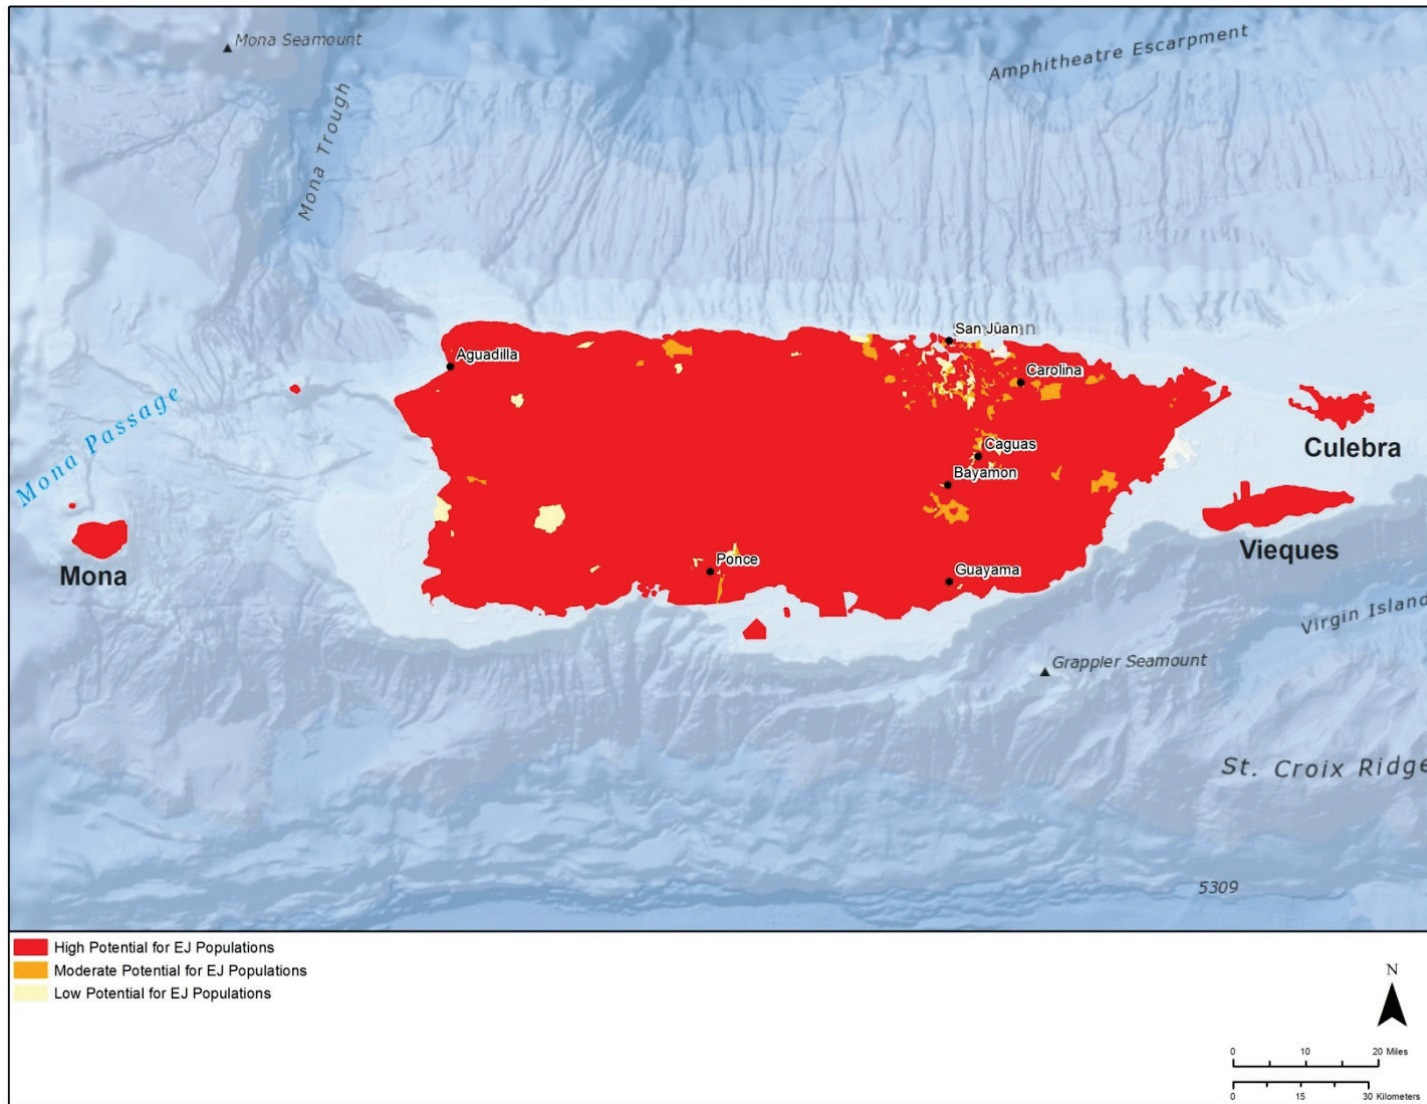 Mona Seamount
Amphitheatre Escarpment
Mona Trough
San Juan
Aguadilla
Carolina
Mona Passage
Culebra
Caguas
Bayamon
Vieques
Ponce
Guayama
Mona
Virgin Island
Grappler Seamount
St. Croix Ridge
5309
High Potential for EJ Populations
Moderate Potential for EJ Populations
Low Potential for EJ Populations
N
0 10 20 Miles
0 15 30 Kilometers